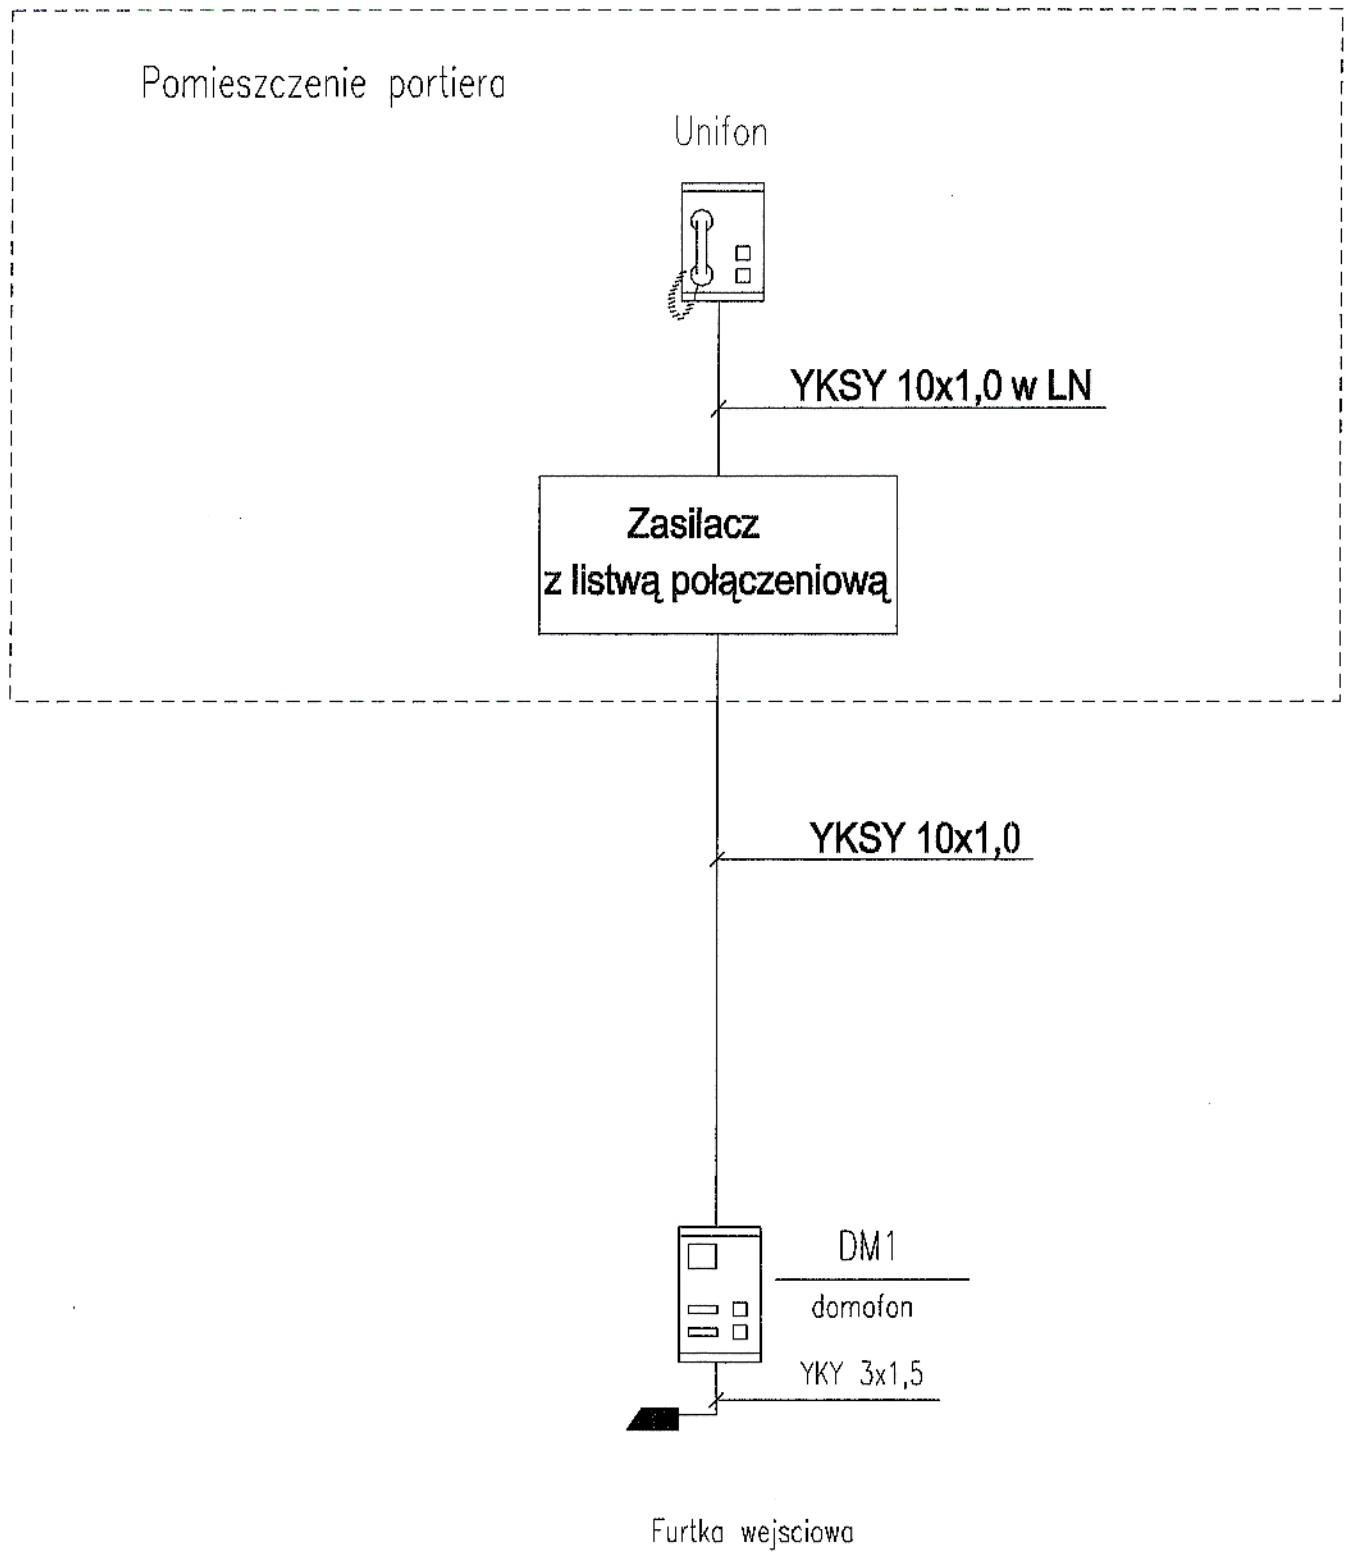 Pomieszczenie portiera
Unifon
YKSY 10x1,0 w LN
Zasilacz
z listwą połączeniową
YKSY 10x1,0
DM1
domofon
YKY 3x1,5
Furtka wejsciowa